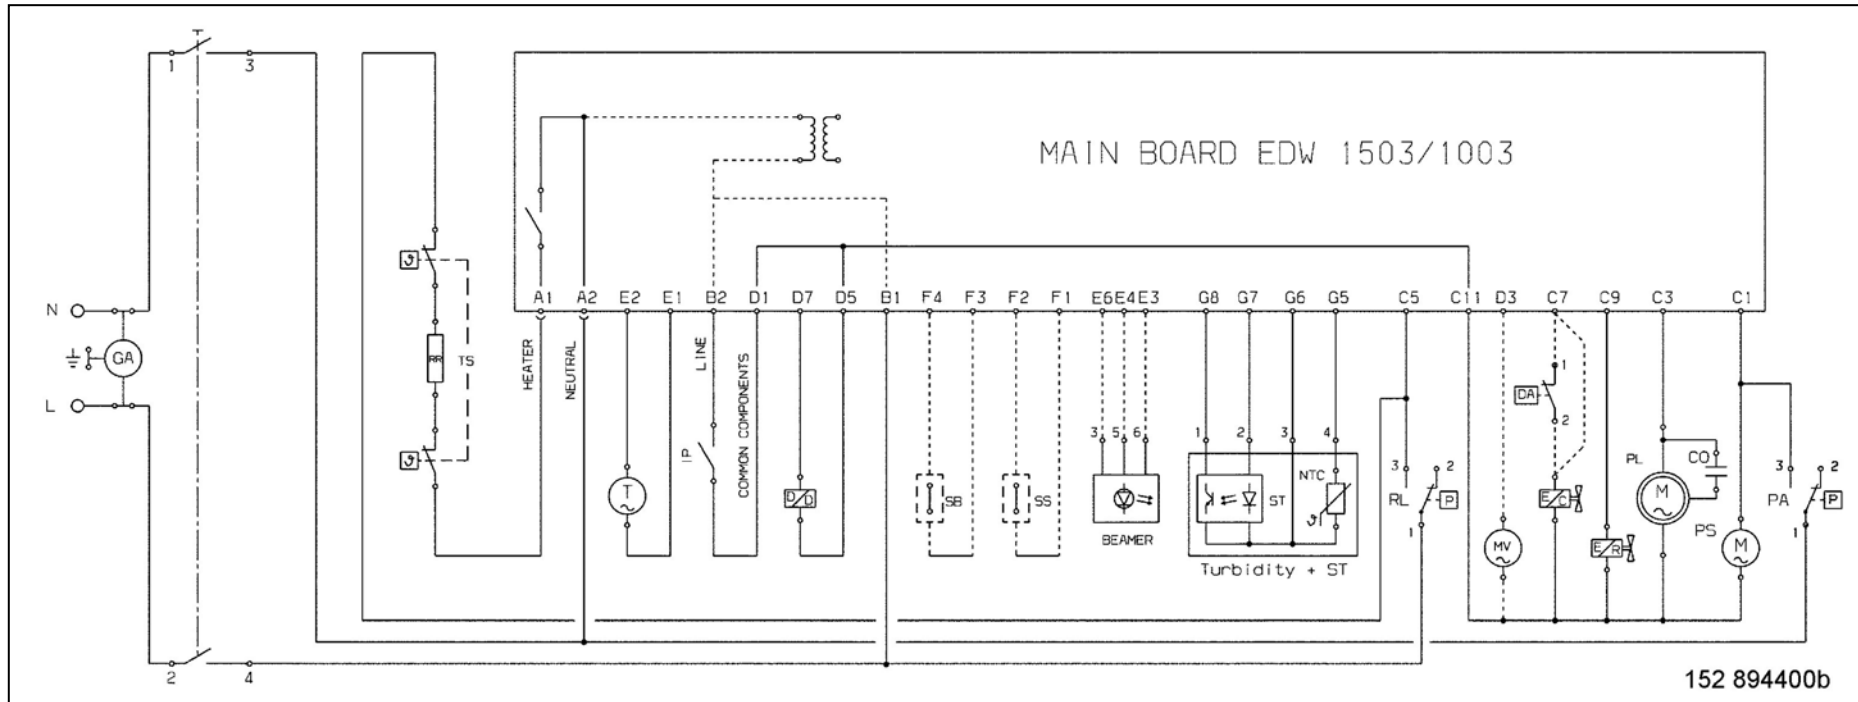 1 3
MAIN BOARD EDW 1503/1003
ϑ
N
A1 A2 E2 E1 B2 D1 D7 D5 B1 F4 F3 F2 F1 E6 E4 E3 G8 G7 G6 G5 C5 C11 D3 C7 C9 C3 C1
GA
RR TS
HEATER
NEUTRAL
LINE
COMMON COMPONENTS
IP
L
ϑ
1
DA
2
3 5 6
1 2 3 4
3 2
PL CO
3 2
T
~
D D
SB
SS
BEAMER
ST
NTC
ϑ
RL P
1
E C
M
~
PA P
1
MV
~
E R
PS
M
~
Turbidity + ST
2 4
152 894400b